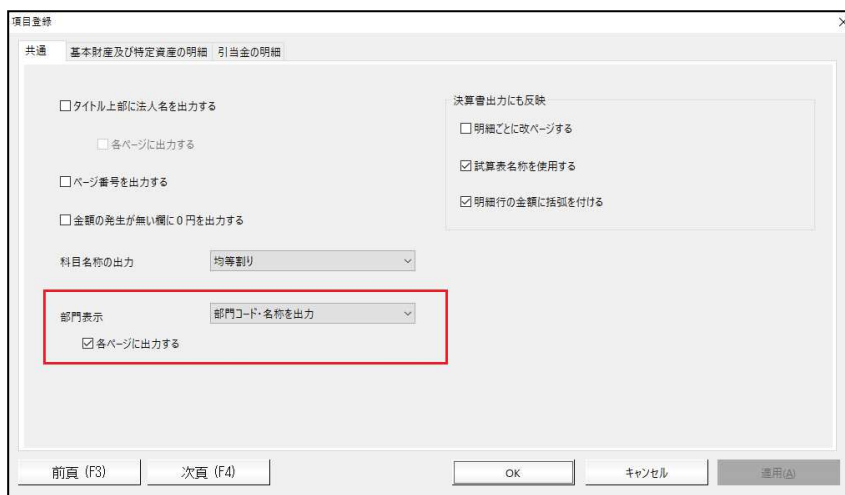 項目登録
共通 基本財産及び特定資産の明細 引当金の明細
タイトル上部に法人名を出力する
各ページに出力する
ページ番号を出力する
金額の発生が無い欄に0円を出力する
科目名称の出力 均等割り
部門表示 部門コード・名称を出力
各ページに出力する
決算書出力にも反映
明細ごとに改ページする
試算表名称を使用する
明細行の金額に括弧を付ける
前頁 (F3) 次頁 (F4) OK キャンセル 適用(A)